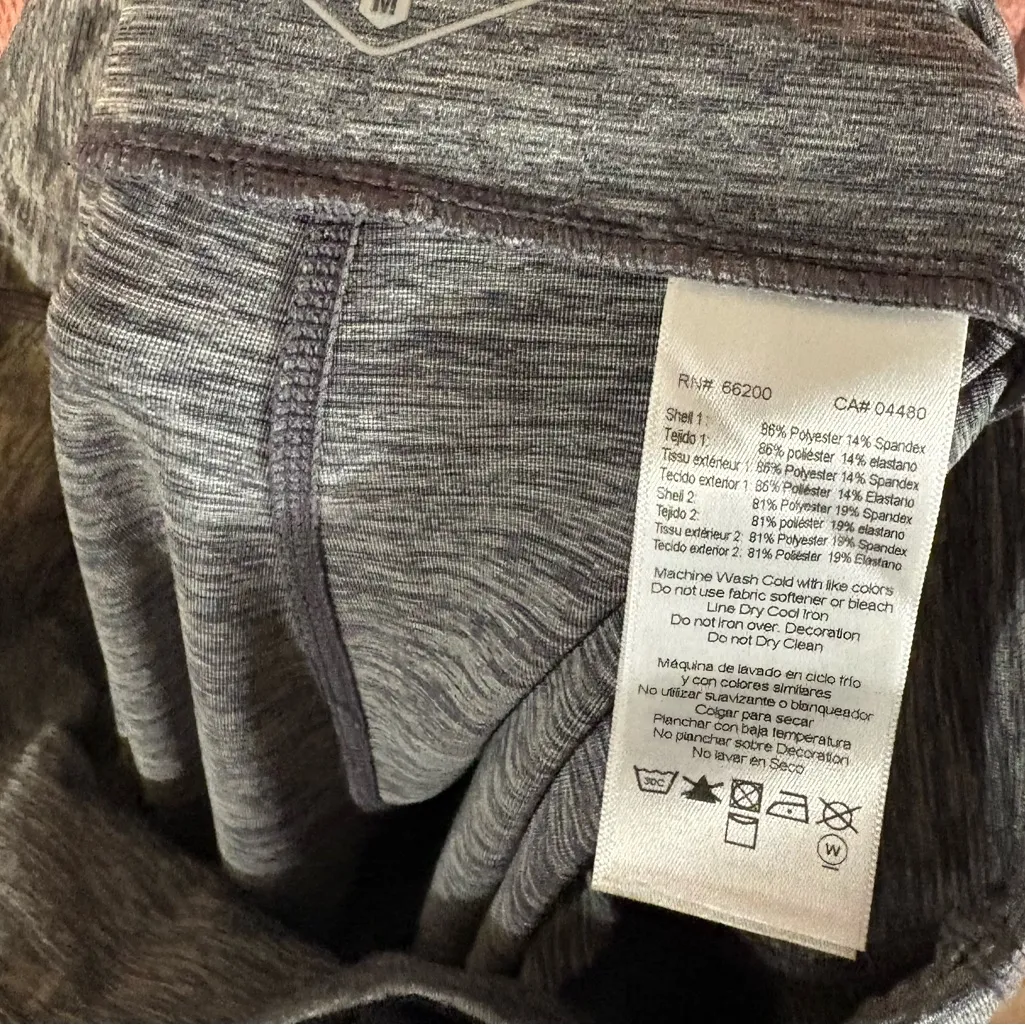 M
RN# 66200 CA# 04480
Shell 1: 86% Polyester 14% Spandex
Tejido 1: 86% poliéster 14% elastano
Tissu extérieur 1: 86% Polyester 14% Spandex
Tecido exterior 1: 86% Poliéster 14% Elastano
Shell 2: 81% Polyester 19% Spandex
Tejido 2: 81% poliéster 19% elastano
Tissu extérieur 2: 81% Polyester 19% Spandex
Tecido exterior 2: 81% Poliéster 19% Elastano
Machine Wash Cold with like colors
Do not use fabric softener or bleach
Line Dry Cool Iron
Do not Iron over. Decoration
Do not Dry Clean
Máquina de lavado en ciclo frío
y con colores similares
No utilizar suavizante o blanqueador
Colgar para secar
Planchar con baja temperatura
No planchar sobre Decoration
No lavar en Seco
30C
W